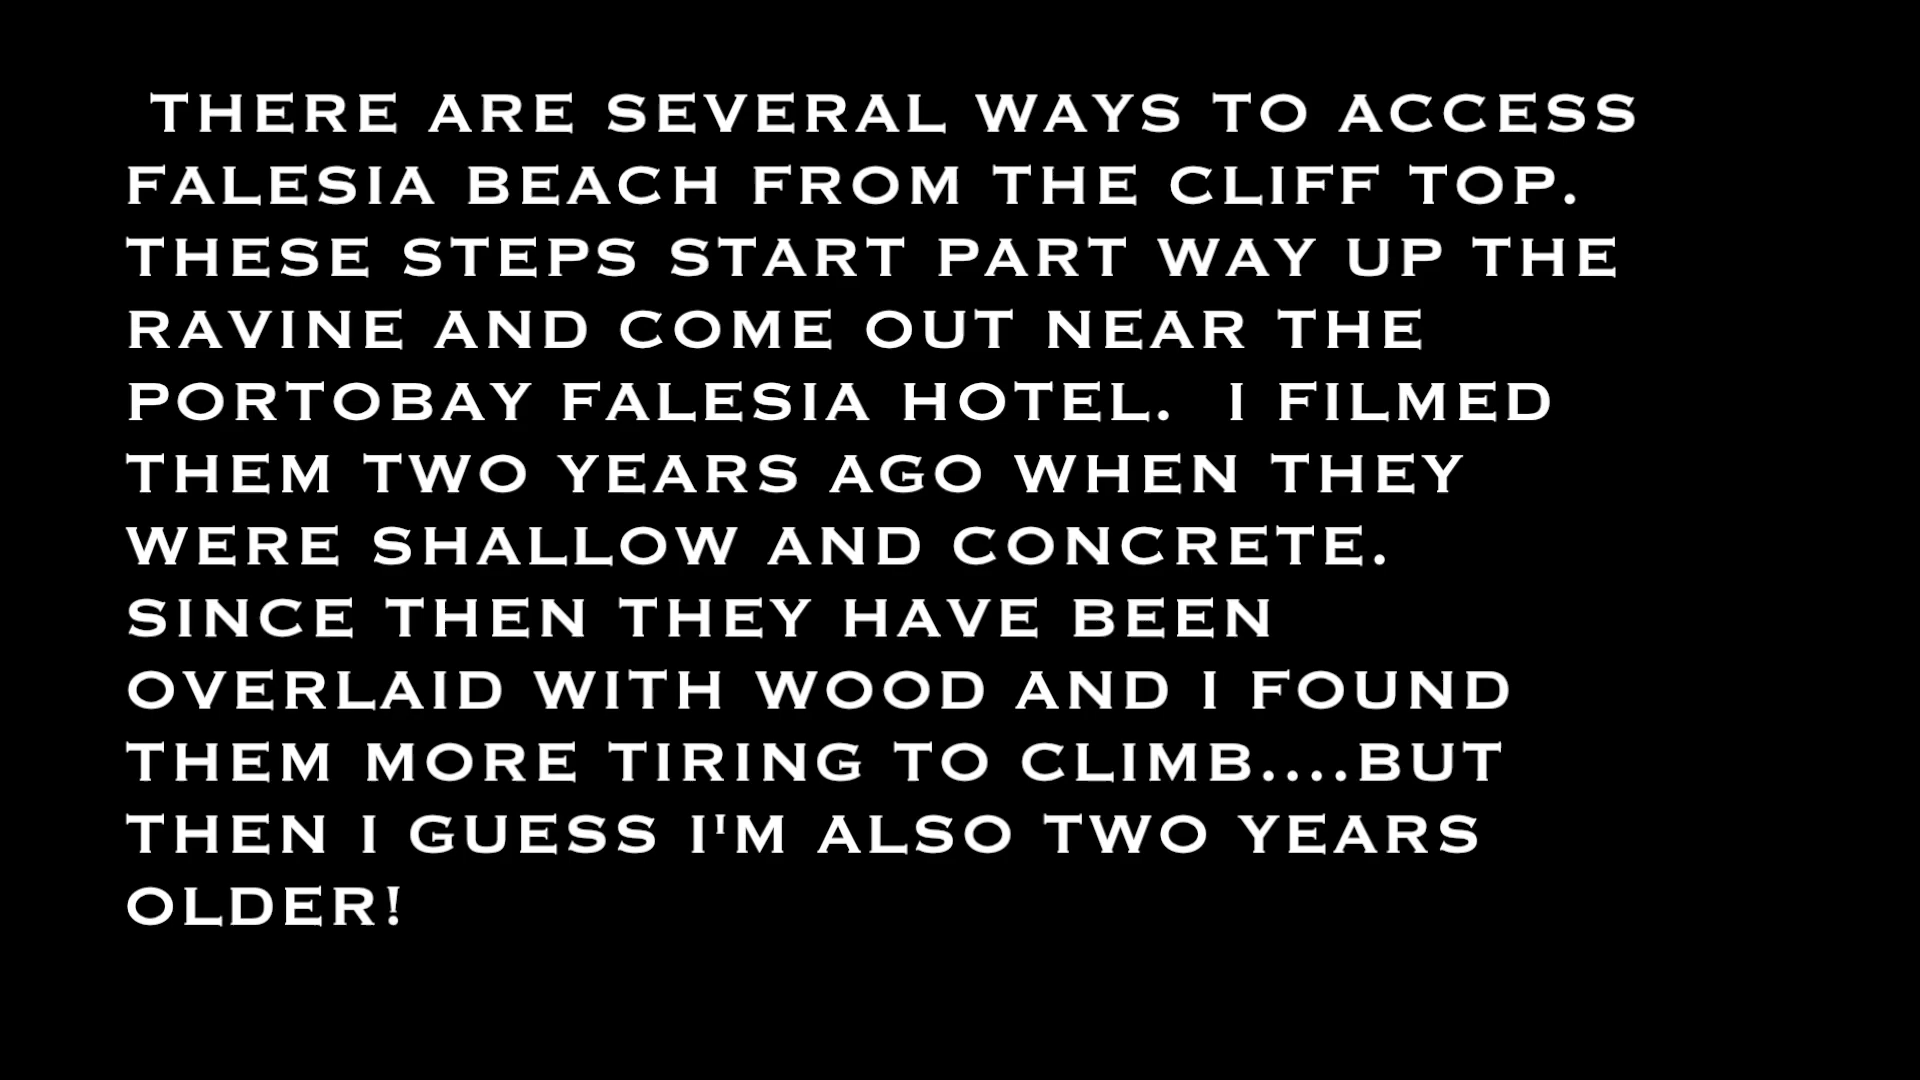 THERE ARE SEVERAL WAYS TO ACCESS
FALESIA BEACH FROM THE CLIFF TOP.
THESE STEPS START PART WAY UP THE
RAVINE AND COME OUT NEAR THE
PORTOBAY FALESIA HOTEL.  I FILMED
THEM TWO YEARS AGO WHEN THEY
WERE SHALLOW AND CONCRETE.
SINCE THEN THEY HAVE BEEN
OVERLAID WITH WOOD AND I FOUND
THEM MORE TIRING TO CLIMB....BUT
THEN I GUESS I'M ALSO TWO YEARS
OLDER!